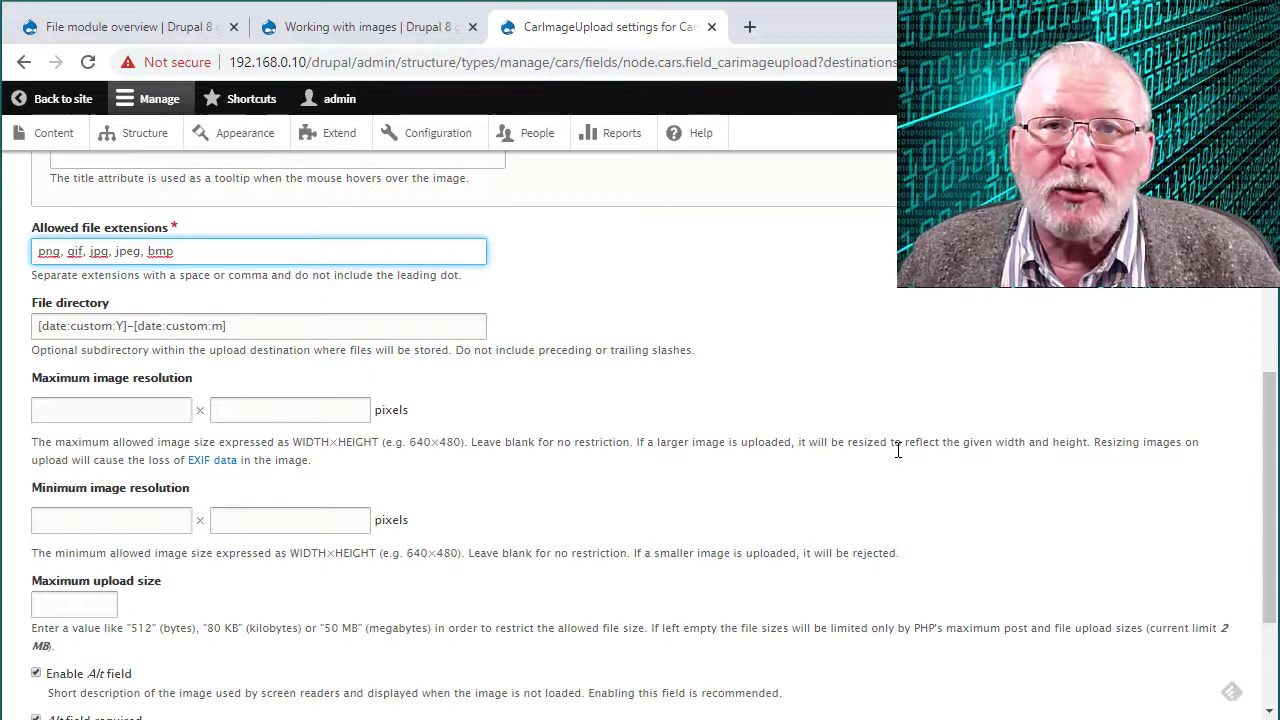 File module overview | Drupal 8
Working with images | Drupal 8 g
CarImageUpload settings for Car
Not secure
192.168.0.10/drupal/admin/structure/types/manage/cars/fields/node.cars.field_carimageupload?destinations
Back to site
Manage
Shortcuts
admin
Content
Structure
Appearance
Extend
Configuration
People
Reports
Help
The title attribute is used as a tooltip when the mouse hovers over the image.
Allowed file extensions *
png, gif, jpg, jpeg, bmp
Separate extensions with a space or comma and do not include the leading dot.
File directory
[date:custom:Y]-[date:custom:m]
Optional subdirectory within the upload destination where files will be stored. Do not include preceding or trailing slashes.
Maximum image resolution
× pixels
The maximum allowed image size expressed as WIDTH×HEIGHT (e.g. 640×480). Leave blank for no restriction. If a larger image is uploaded, it will be resized to reflect the given width and height. Resizing images on
upload will cause the loss of EXIF data in the image.
Minimum image resolution
× pixels
The minimum allowed image size expressed as WIDTH×HEIGHT (e.g. 640×480). Leave blank for no restriction. If a smaller image is uploaded, it will be rejected.
Maximum upload size
Enter a value like "512" (bytes), "80 KB" (kilobytes) or "50 MB" (megabytes) in order to restrict the allowed file size. If left empty the file sizes will be limited only by PHP's maximum post and file upload sizes (current limit 2
MB).
Enable Alt field
Short description of the image used by screen readers and displayed when the image is not loaded. Enabling this field is recommended.
Alt field required